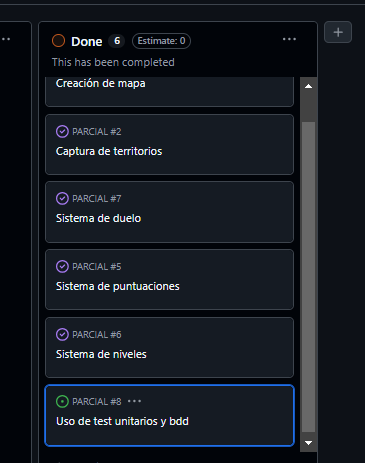 Done 6 Estimate: 0
This has been completed
Creación de mapa
PARCIAL #2
Captura de territorios
PARCIAL #7
Sistema de duelo
PARCIAL #5
Sistema de puntuaciones
PARCIAL #6
Sistema de niveles
PARCIAL #8
Uso de test unitarios y bdd